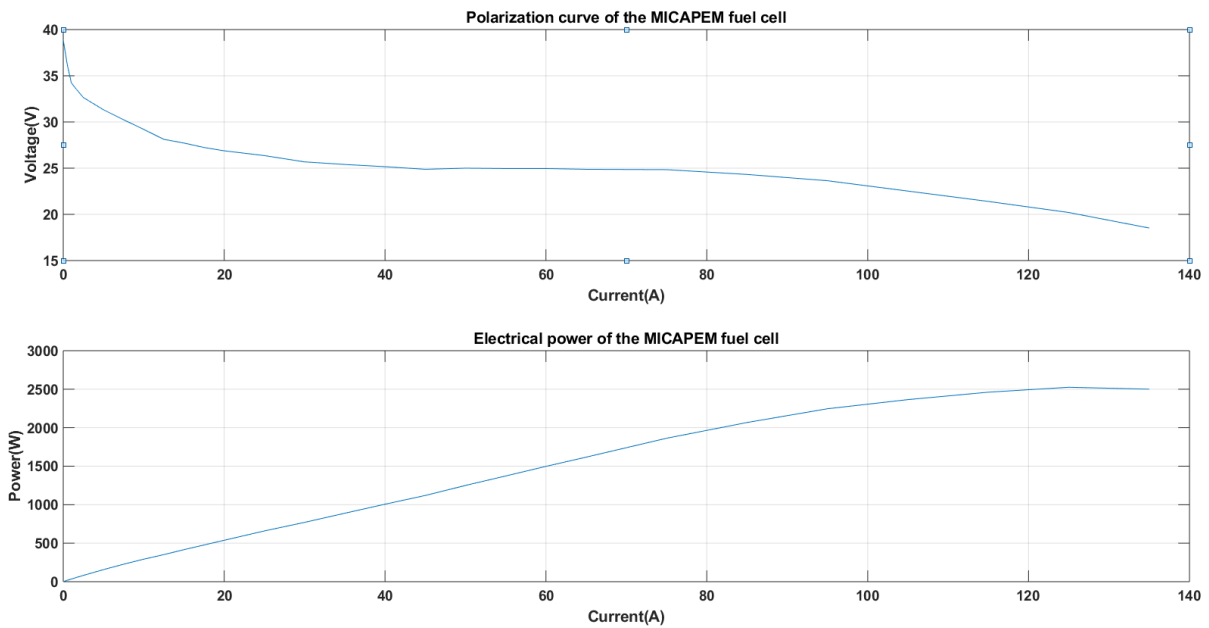 Polarization curve of the MICAPEM fuel cell
40
35
30
25
20
15
Voltage(V)
0 20 40 60 80 100 120 140
Current(A)
Electrical power of the MICAPEM fuel cell
3000
2500
2000
1500
1000
500
0
Power(W)
0 20 40 60 80 100 120 140
Current(A)